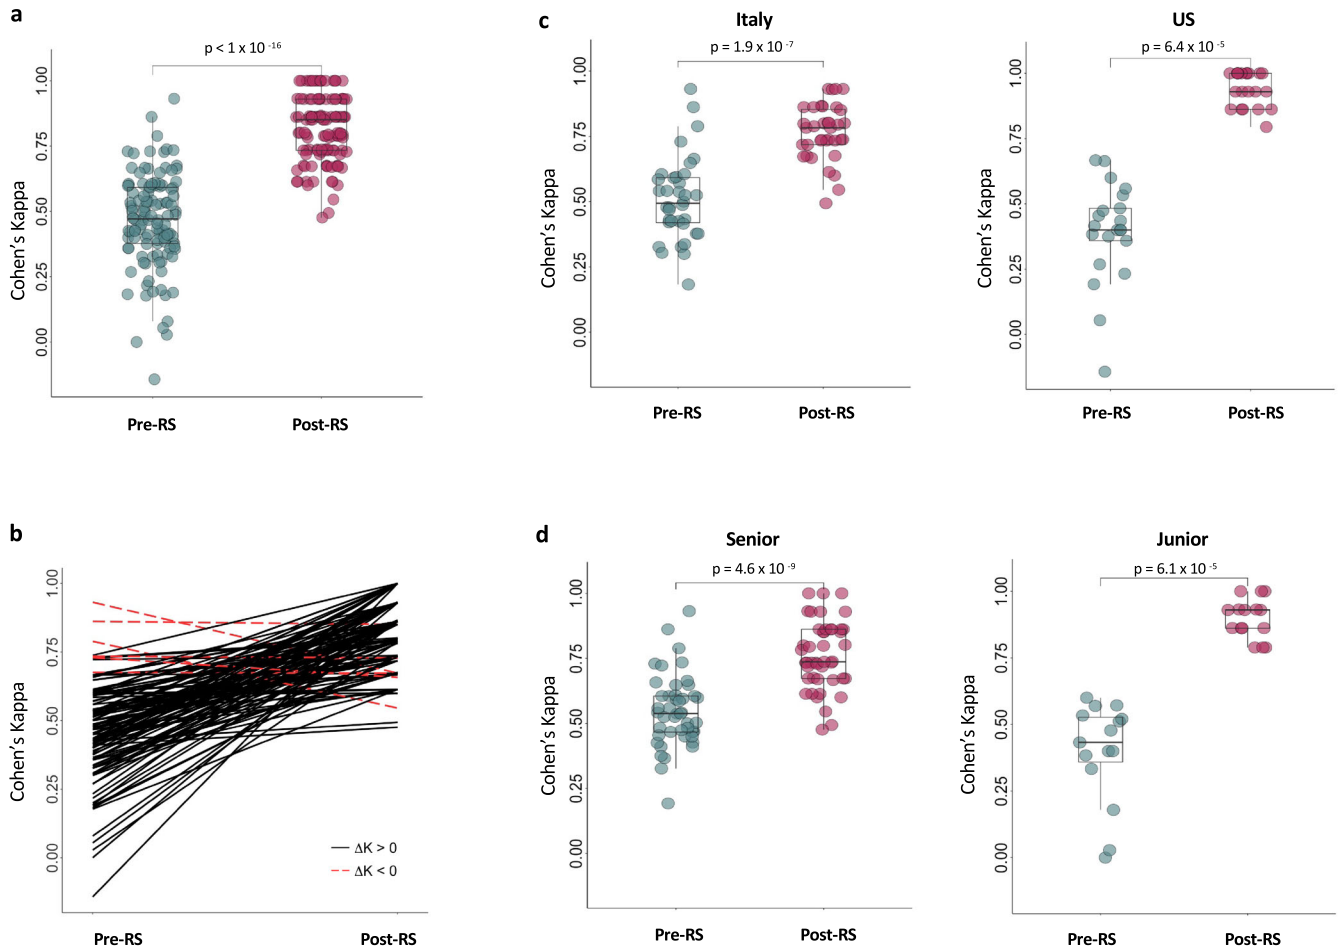 a
p < 1 x 10 -16
Cohen's Kappa
1.00
0.75
0.50
0.25
0.00
Pre-RS
Post-RS
c
Italy
p = 1.9 x 10 -7
Cohen's Kappa
1.00
0.75
0.50
0.25
0.00
Pre-RS
Post-RS
US
p = 6.4 x 10 -5
Cohen's Kappa
1.00
0.75
0.50
0.25
0.00
Pre-RS
Post-RS
b
Cohen's Kappa
1.00
0.75
0.50
0.25
0.00
ΔK > 0
ΔK < 0
Pre-RS
Post-RS
d
Senior
p = 4.6 x 10 -9
Cohen's Kappa
1.00
0.75
0.50
0.25
0.00
Pre-RS
Post-RS
Junior
p = 6.1 x 10 -5
Cohen's Kappa
1.00
0.75
0.50
0.25
0.00
Pre-RS
Post-RS